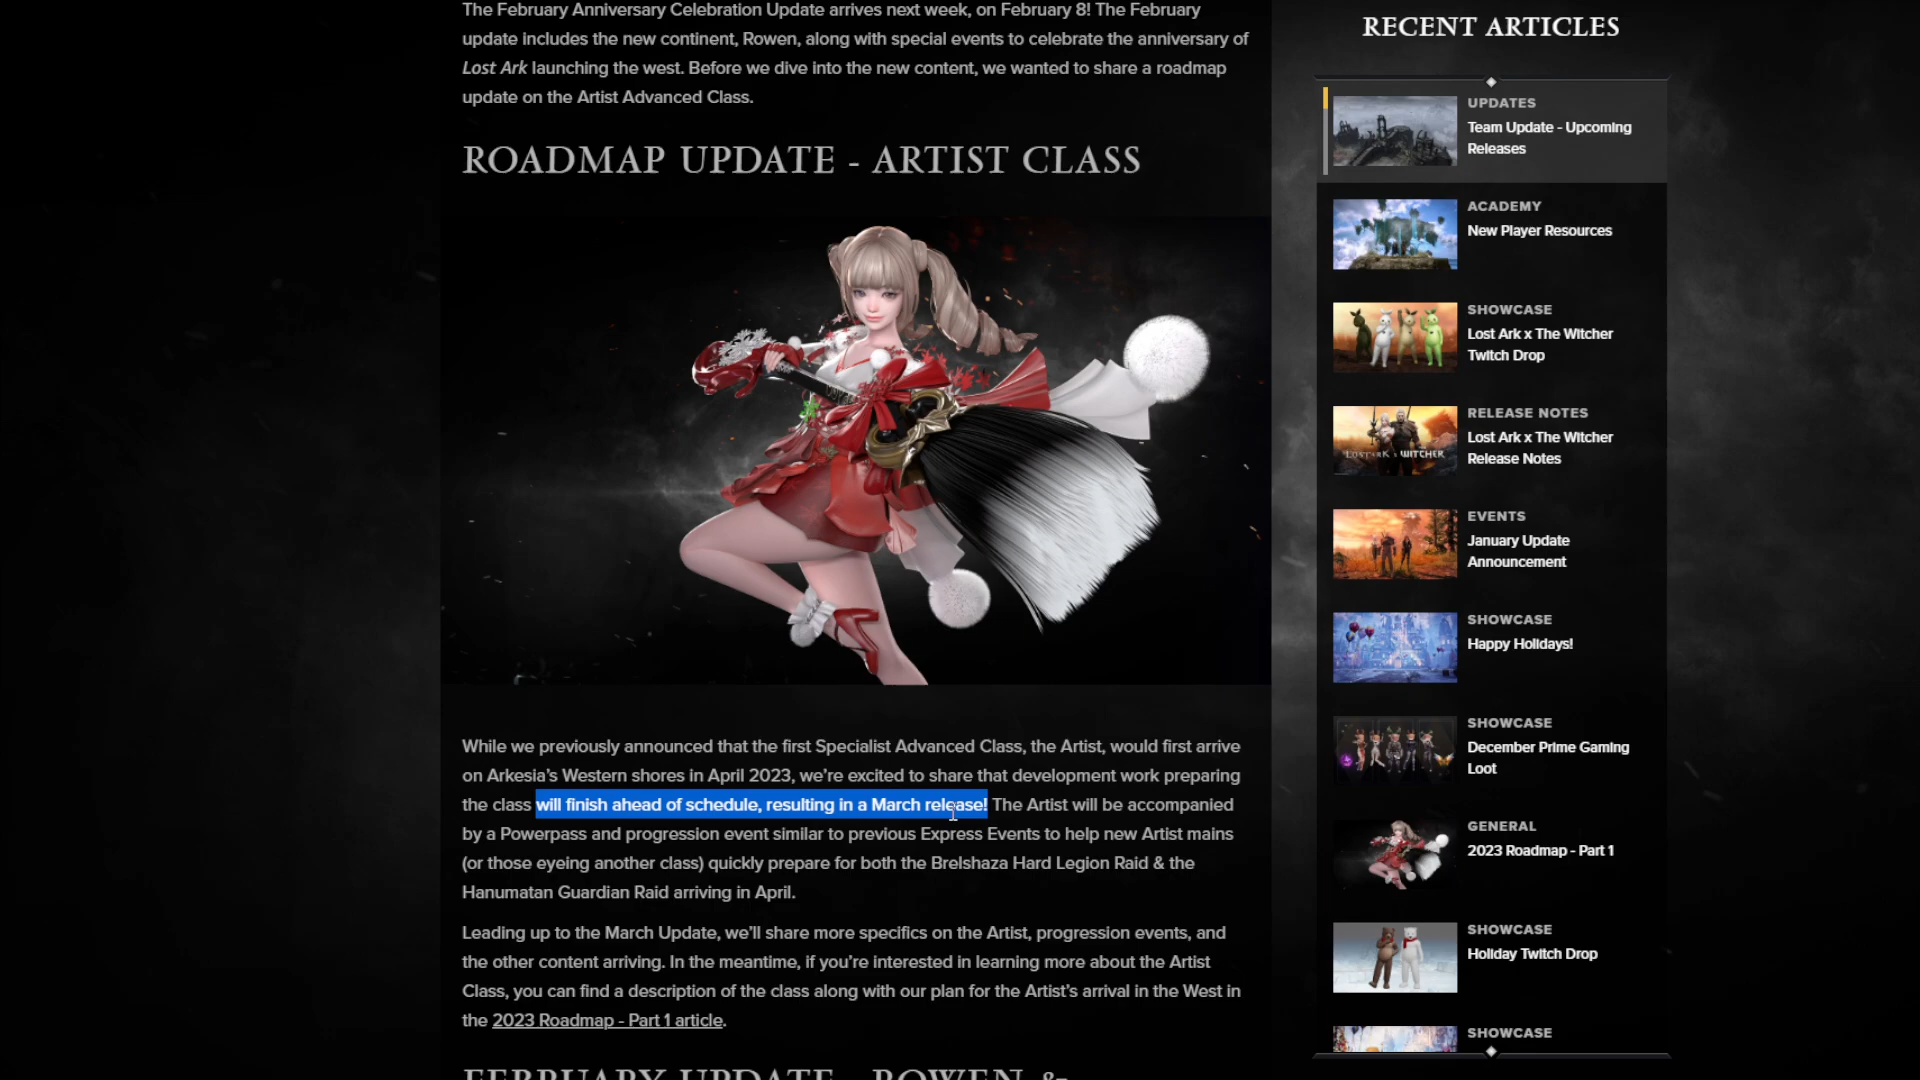 The February Anniversary Celebration Update arrives next week, on February 8! The February
update includes the new continent, Rowen, along with special events to celebrate the anniversary of
Lost Ark launching the west. Before we dive into the new content, we wanted to share a roadmap
update on the Artist Advanced Class.
ROADMAP UPDATE - ARTIST CLASS
While we previously announced that the first Specialist Advanced Class, the Artist, would first arrive
on Arkesia's Western shores in April 2023, we're excited to share that development work preparing
the class will finish ahead of schedule, resulting in a March release! The Artist will be accompanied
by a Powerpass and progression event similar to previous Express Events to help new Artist mains
(or those eyeing another class) quickly prepare for both the Brelshaza Hard Legion Raid & the
Hanumatan Guardian Raid arriving in April.
Leading up to the March Update, we'll share more specifics on the Artist, progression events, and
the other content arriving. In the meantime, if you're interested in learning more about the Artist
Class, you can find a description of the class along with our plan for the Artist's arrival in the West in
the 2023 Roadmap - Part 1 article.
FEBRUARY UPDATE - ROWEN &
RECENT ARTICLES
UPDATES
Team Update - Upcoming
Releases
ACADEMY
New Player Resources
SHOWCASE
Lost Ark x The Witcher
Twitch Drop
LOST ARK x WITCHER
RELEASE NOTES
Lost Ark x The Witcher
Release Notes
EVENTS
January Update
Announcement
SHOWCASE
Happy Holidays!
SHOWCASE
December Prime Gaming
Loot
GENERAL
2023 Roadmap - Part 1
SHOWCASE
Holiday Twitch Drop
SHOWCASE